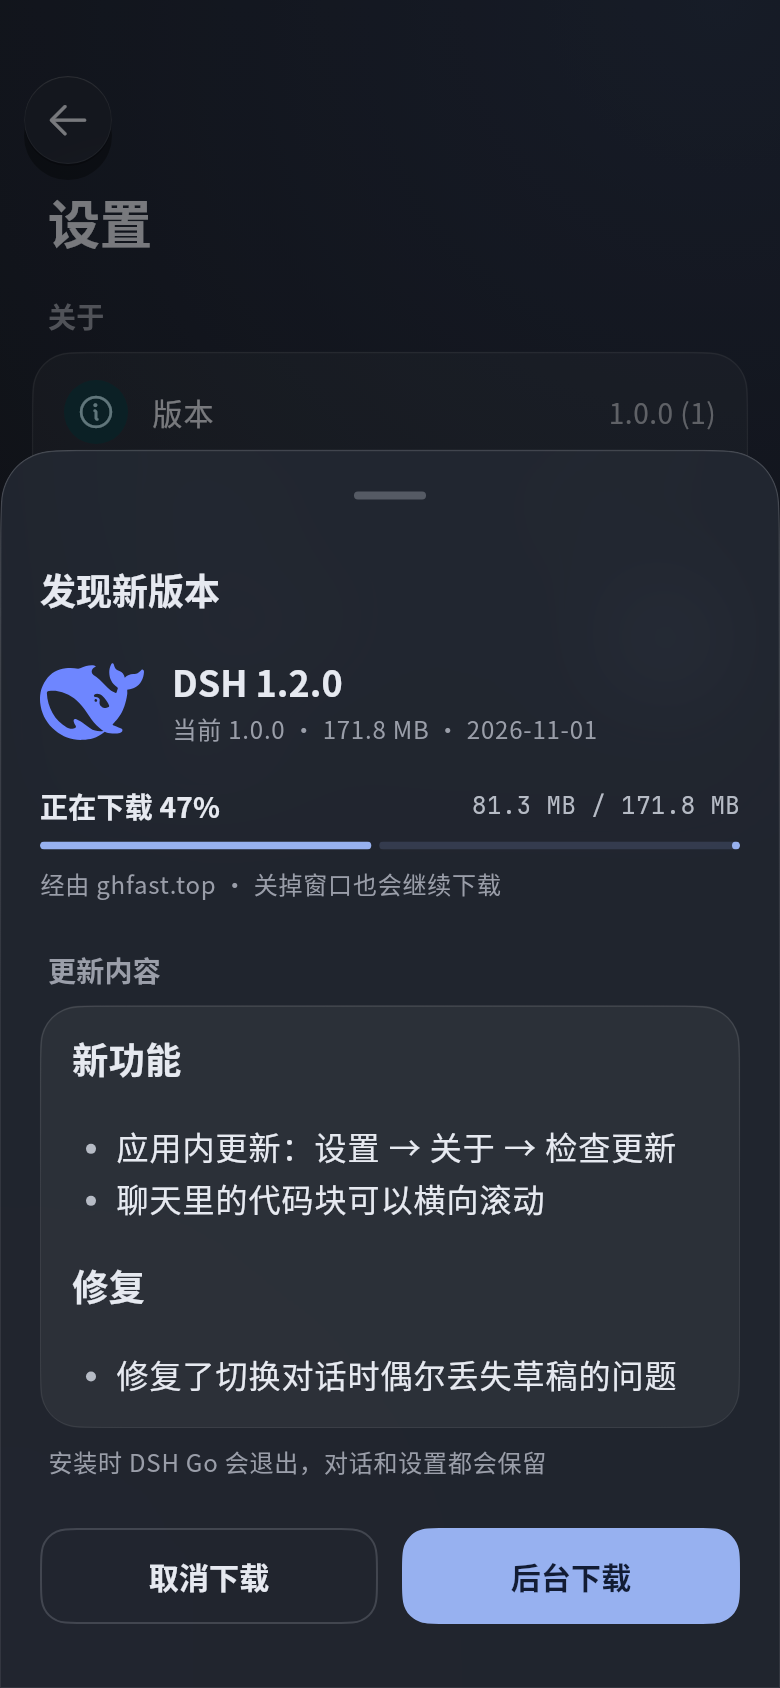 设置
关于
版本 1.0.0 (1)
发现新版本
DSH 1.2.0
当前 1.0.0 • 171.8 MB • 2026-11-01
正在下载 47% 81.3 MB / 171.8 MB
经由 ghfast.top • 关掉窗口也会继续下载
更新内容
新功能
• 应用内更新：设置 → 关于 → 检查更新
• 聊天里的代码块可以横向滚动
修复
• 修复了切换对话时偶尔丢失草稿的问题
安装时 DSH Go 会退出，对话和设置都会保留
取消下载 后台下载